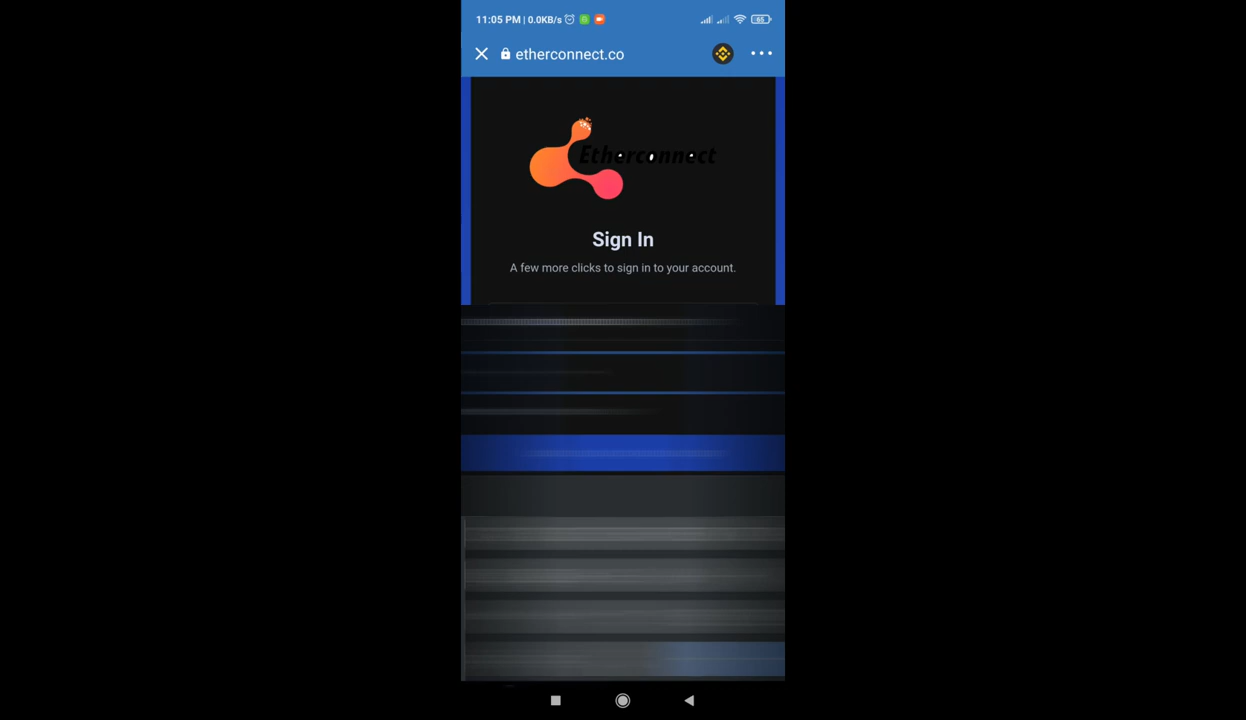 11:05 PM | 0.0KB/s
65
etherconnect.co
Etherconnect
Sign In
A few more clicks to sign in to your account.